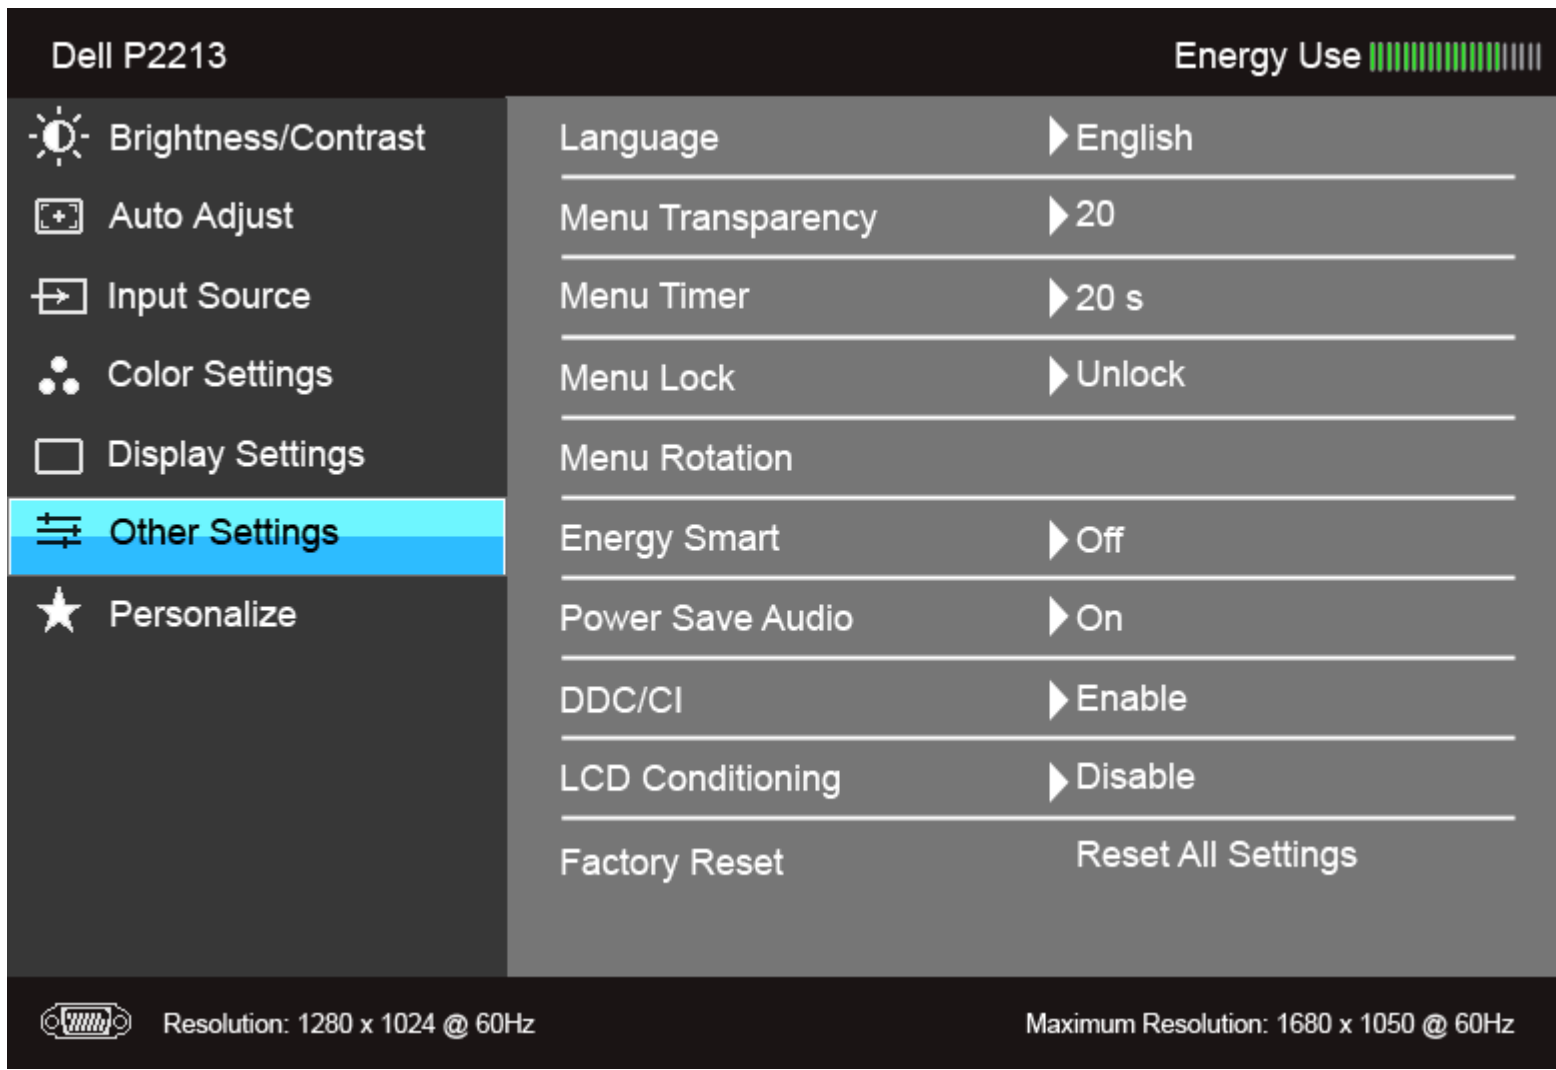 Dell P2213
Energy Use
Brightness/Contrast
Auto Adjust
Input Source
Color Settings
Display Settings
Other Settings
Personalize
Language English
Menu Transparency 20
Menu Timer 20 s
Menu Lock Unlock
Menu Rotation
Energy Smart Off
Power Save Audio On
DDC/CI Enable
LCD Conditioning Disable
Factory Reset Reset All Settings
Resolution: 1280 x 1024 @ 60Hz
Maximum Resolution: 1680 x 1050 @ 60Hz